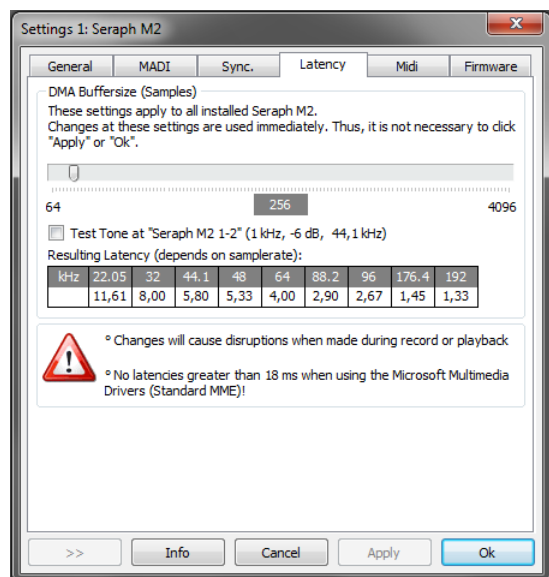 Settings 1: Seraph M2
General MADI Sync. Latency Midi Firmware
DMA Buffersize (Samples)
These settings apply to all installed Seraph M2.
Changes at these settings are used immediately. Thus, it is not necessary to click
"Apply" or "Ok".
64 256 4096
Test Tone at "Seraph M2 1-2" (1 kHz, -6 dB, 44,1 kHz)
Resulting Latency (depends on samplerate):
kHz 22.05 32 44.1 48 64 88.2 96 176.4 192
11,61 8,00 5,80 5,33 4,00 2,90 2,67 1,45 1,33
° Changes will cause disruptions when made during record or playback
° No latencies greater than 18 ms when using the Microsoft Multimedia
Drivers (Standard MME)!
>> Info Cancel Apply Ok